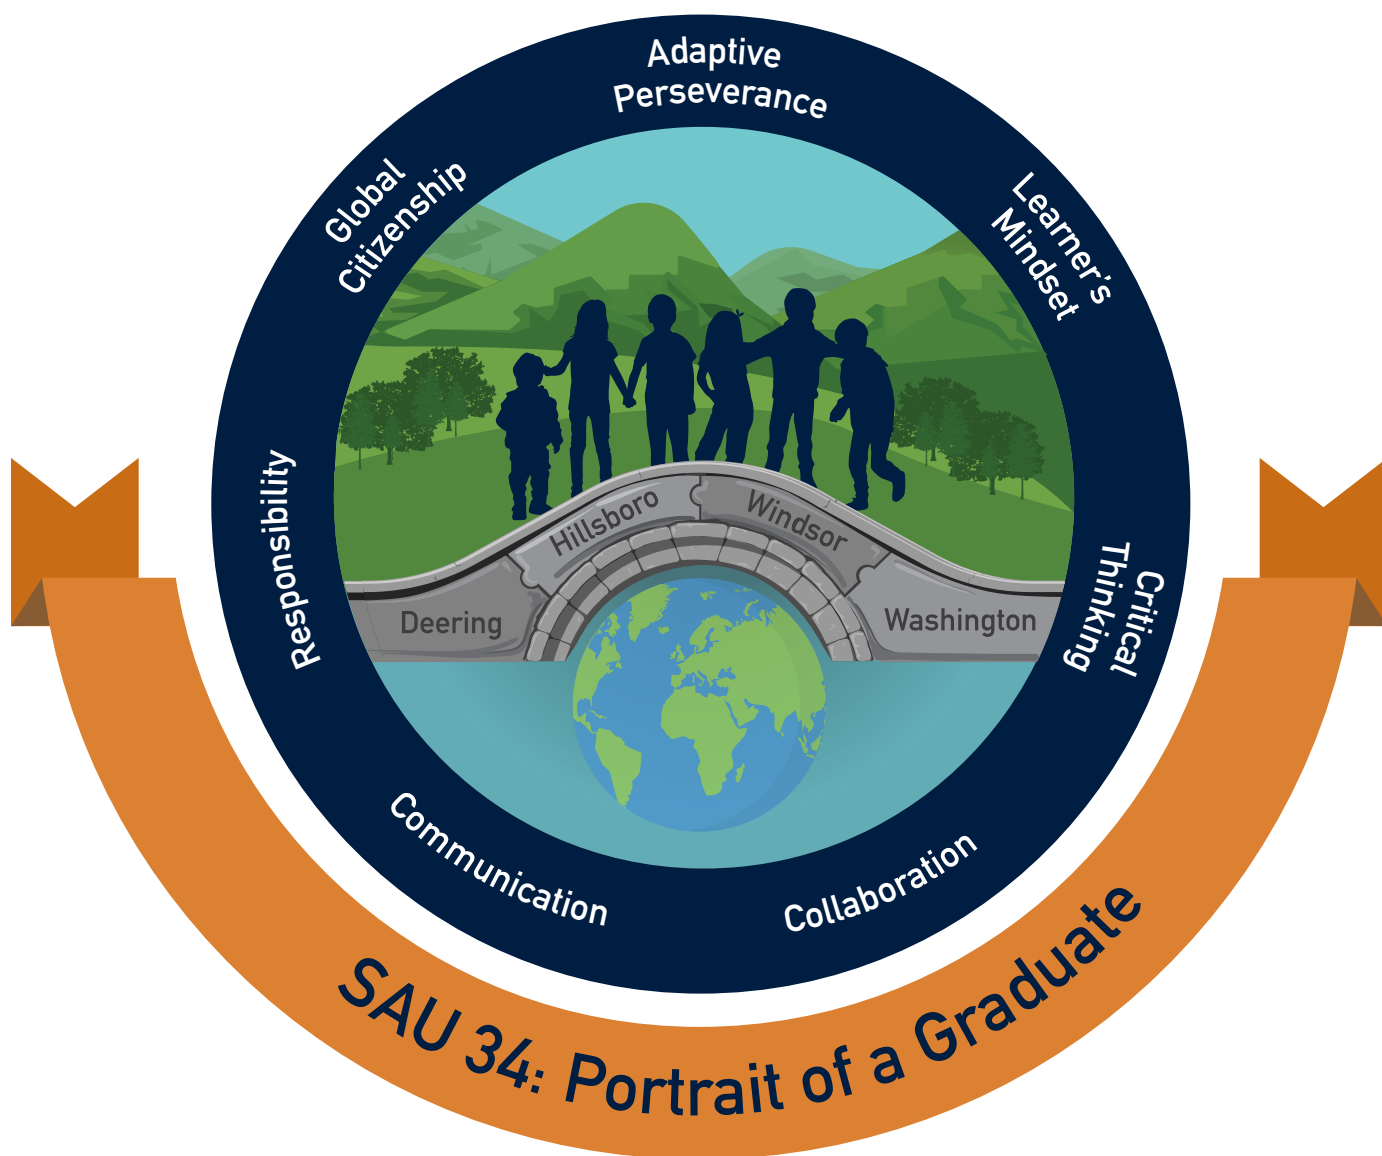 Adaptive
Perseverance
Learner's
Mindset
Critical
Thinking
Collaboration
Communication
Responsibility
Global
Citizenship
Hillsboro
Windsor
Deering
Washington
SAU 34: Portrait of a Graduate